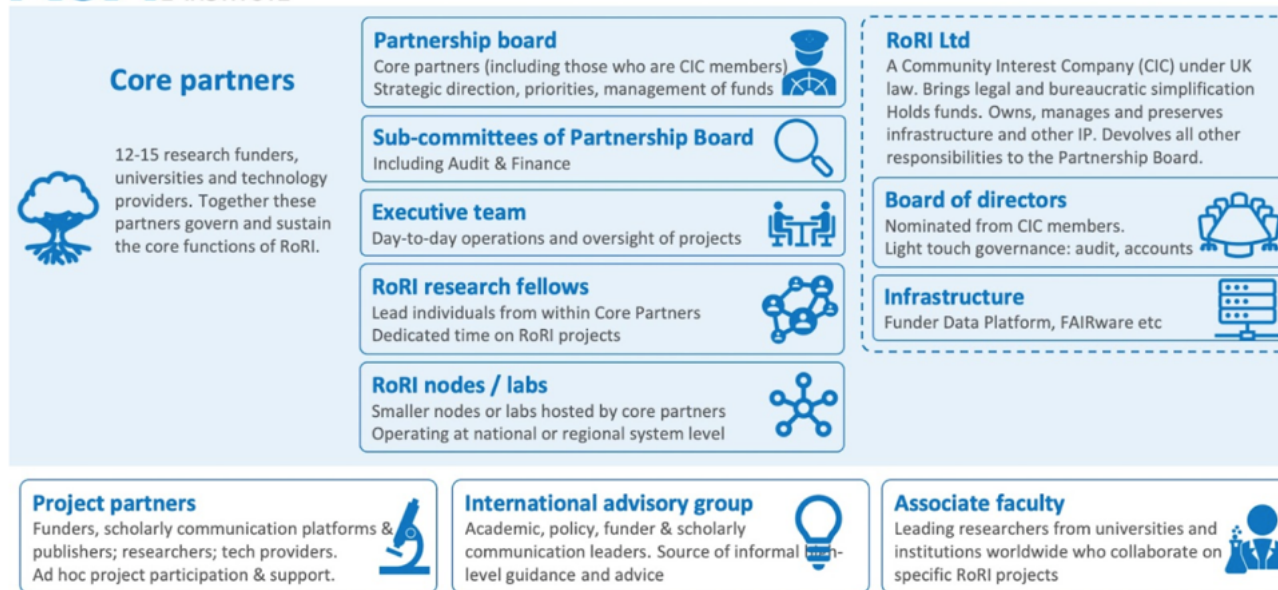 Core partners
12-15 research funders,
universities and technology
providers. Together these
partners govern and sustain
the core functions of RoRI.
Partnership board
Core partners (including those who are CIC members)
Strategic direction, priorities, management of funds
Sub-committees of Partnership Board
Including Audit & Finance
Executive team
Day-to-day operations and oversight of projects
RoRI research fellows
Lead individuals from within Core Partners
Dedicated time on RoRI projects
RoRI nodes / labs
Smaller nodes or labs hosted by core partners
Operating at national or regional system level
RoRI Ltd
A Community Interest Company (CIC) under UK
law. Brings legal and bureaucratic simplification
Holds funds. Owns, manages and preserves
infrastructure and other IP. Devolves all other
responsibilities to the Partnership Board.
Board of directors
Nominated from CIC members.
Light touch governance: audit, accounts
Infrastructure
Funder Data Platform, FAIRware etc
Project partners
Funders, scholarly communication platforms &
publishers; researchers; tech providers.
Ad hoc project participation & support.
International advisory group
Academic, policy, funder & scholarly
communication leaders. Source of informal high-
level guidance and advice
Associate faculty
Leading researchers from universities and
institutions worldwide who collaborate on
specific RoRI projects